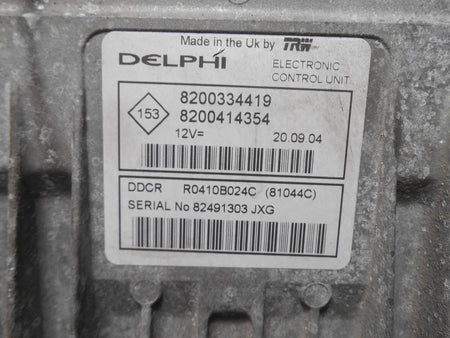 Made in the Uk by TRW
DELPHI ELECTRONIC
CONTROL UNIT
153 8200334419
8200414354
12V= 20.09.04
DDCR R0410B024C (81044C)
SERIAL No 82491303 JXG